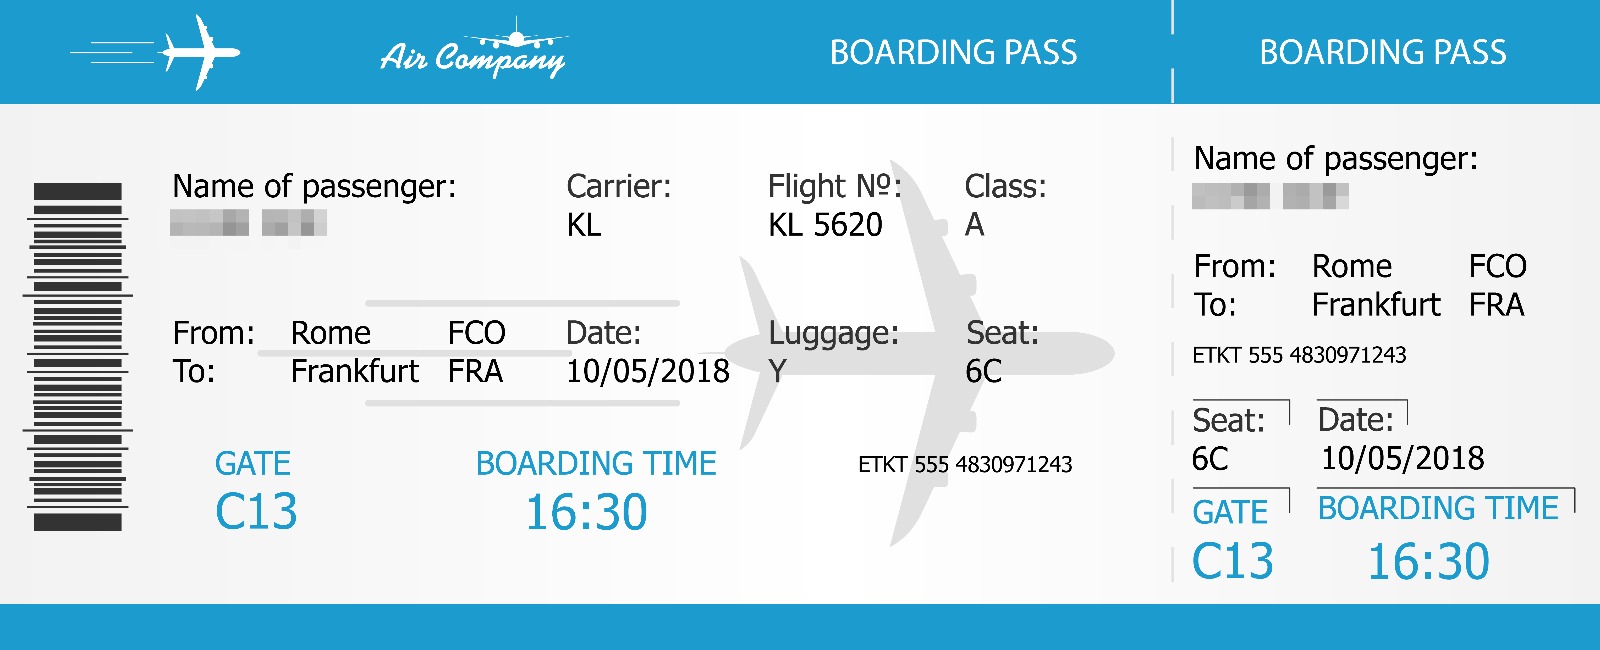 Air Company
BOARDING PASS
BOARDING PASS
Name of passenger:
Carrier:
KL
Flight Nº:
KL 5620
Class:
A
From: Rome FCO
To: Frankfurt FRA
Date:
10/05/2018
Luggage:
Y
Seat:
6C
GATE
C13
BOARDING TIME
16:30
ETKT 555 4830971243
Name of passenger:
From: Rome FCO
To: Frankfurt FRA
ETKT 555 4830971243
Seat:
6C
Date:
10/05/2018
GATE
C13
BOARDING TIME
16:30